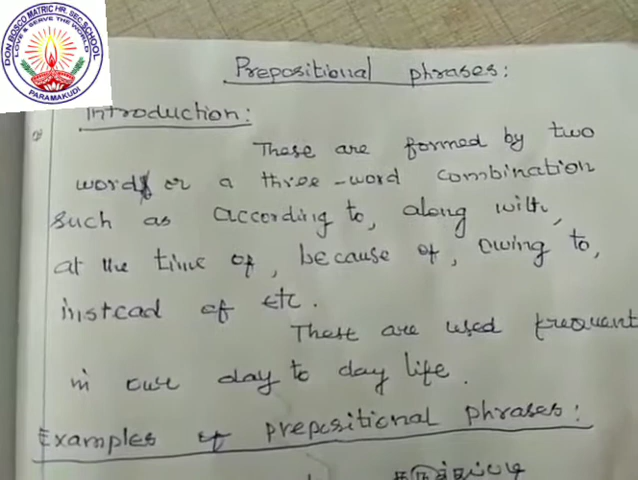 DON BOSCO MATRIC HR. SEC. SCHOOL
LOVE & SERVE THE WORLD
PARAMAKUDI
Prepositional phrases:
Introduction:
These are formed by two
word or a three-word combination
such as according to, along with,
at the time of, because of, owing to,
instead of etc.
These are used frequent
in our day to day life.
Examples of prepositional phrases: